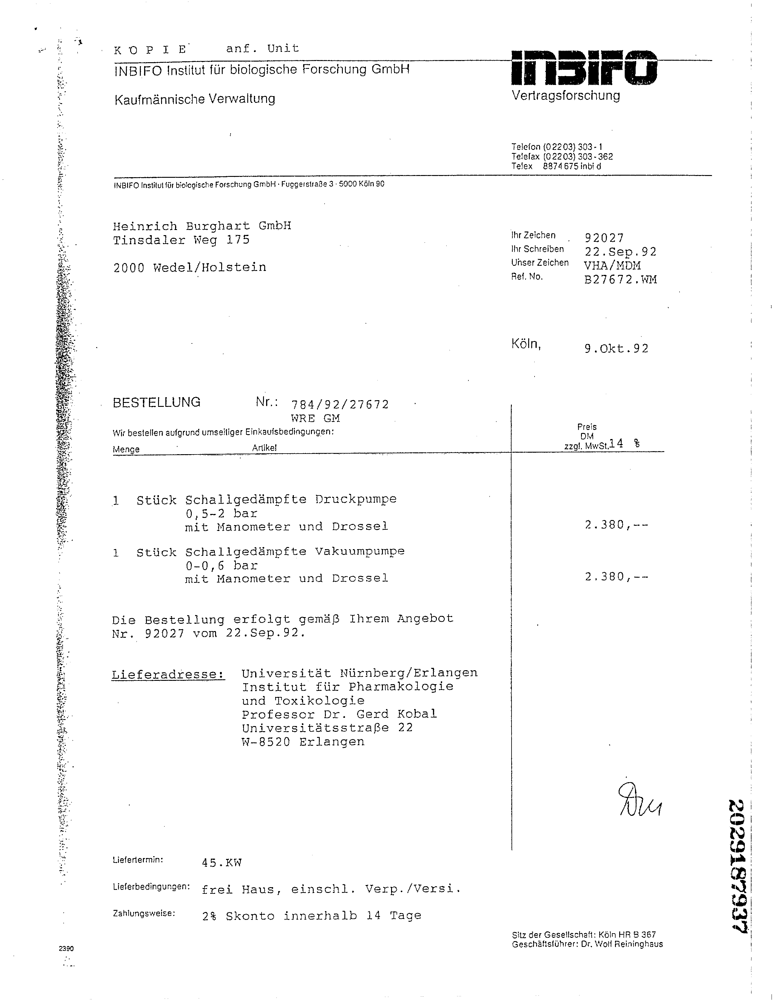 K O P I E anf. Unit
INBIFO Institut für biologische Forschung GmbH
INBIFO
Kaufmännische Verwaltung
Vertragsforschung
Telefon (02203) 303-1
Telefax (02203) 303-362
Telex 8874675 inbi d
INBIFO Institut für biologische Forschung GmbH · Fuggerstraße 3 · 5000 Köln 90
Heinrich Burghart GmbH
Tinsdaler Weg 175
2000 Wedel/Holstein
Ihr Zeichen 92027
Ihr Schreiben 22.Sep.92
Unser Zeichen VHA/MDM
Ref. No. B27672.WM
Köln, 9.Okt.92
BESTELLUNG Nr.: 784/92/27672
WRE GM
Wir bestellen aufgrund umseitiger Einkaufsbedingungen:
Preis
DM
Menge Artikel zzgl. MwSt. 14 %
1 Stück Schallgedämpfte Druckpumpe
0,5-2 bar
mit Manometer und Drossel 2.380,--
1 Stück Schallgedämpfte Vakuumpumpe
0-0,6 bar
mit Manometer und Drossel 2.380,--
Die Bestellung erfolgt gemäß Ihrem Angebot
Nr. 92027 vom 22.Sep.92.
Lieferadresse: Universität Nürnberg/Erlangen
Institut für Pharmakologie
und Toxikologie
Professor Dr. Gerd Kobal
Universitätsstraße 22
W-8520 Erlangen
Liefertermin: 45.KW
Lieferbedingungen: frei Haus, einschl. Verp./Versi.
Zahlungsweise: 2% Skonto innerhalb 14 Tage
Sitz der Gesellschaft: Köln HR B 367
Geschäftsführer: Dr. Wolf Reininghaus
2390
2029187937